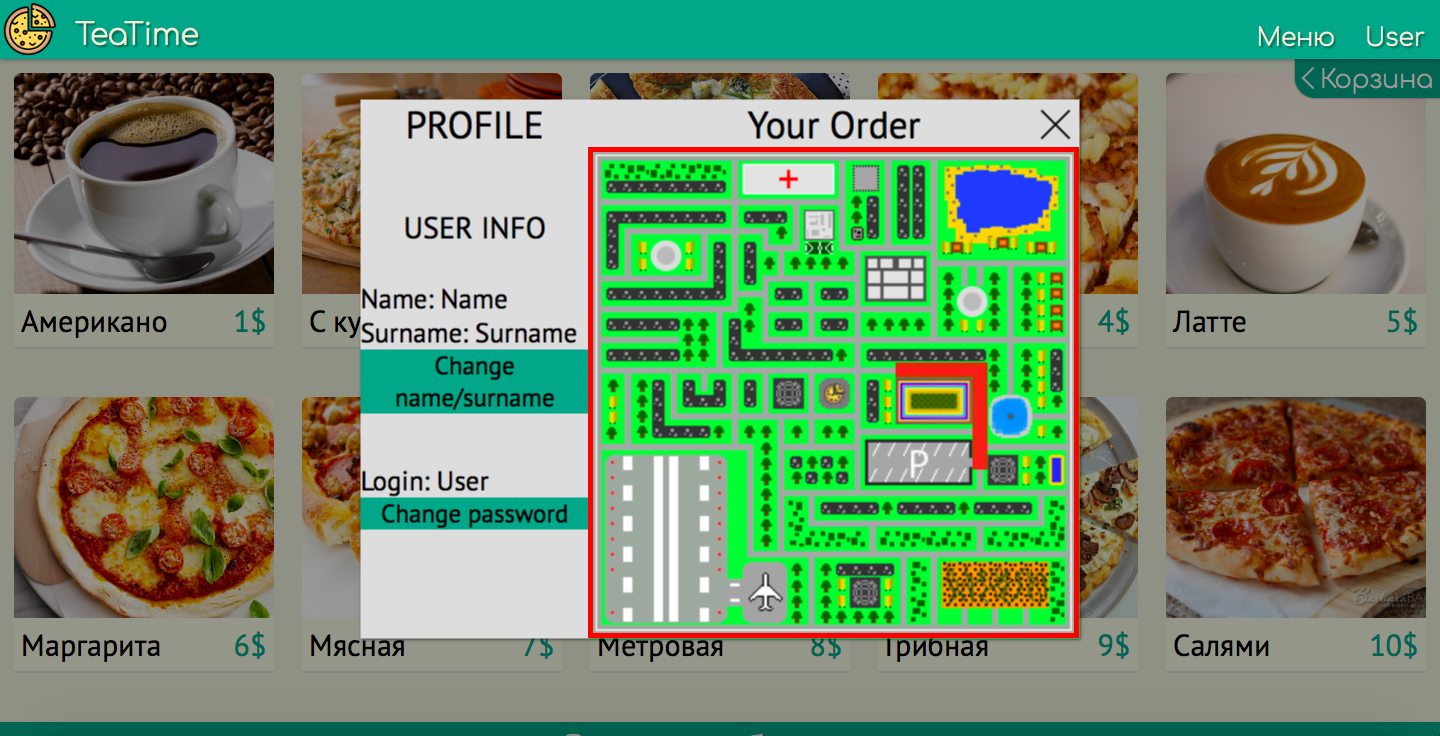 TeaTime
Меню
User
Корзина
PROFILE
Your Order
USER INFO
Name: Name
Surname: Surname
Change
name/surname
Login: User
Change password
P
Американо
1$
С ку
4$
Латте
5$
Маргарита
6$
Мясная
7$
Метровая
8$
Грибная
9$
Салями
10$